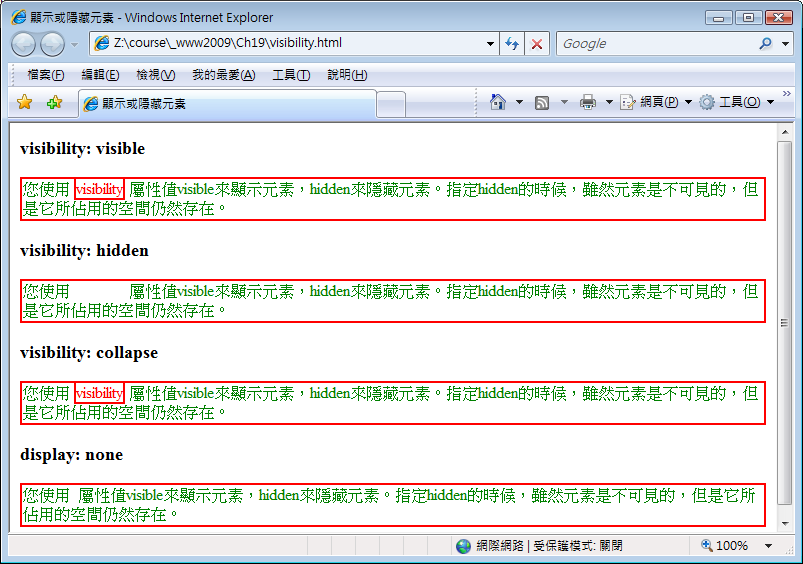 顯示或隱藏元素 - Windows Internet Explorer
Z:\course\_www2009\Ch19\visibility.html
Google
檔案(F) 編輯(E) 檢視(V) 我的最愛(A) 工具(T) 說明(H)
顯示或隱藏元素
網頁(P) 工具(O)
visibility: visible
您使用 visibility 屬性值visible來顯示元素，hidden來隱藏元素。指定hidden的時候，雖然元素是不可見的，但
是它所佔用的空間仍然存在。
visibility: hidden
您使用 屬性值visible來顯示元素，hidden來隱藏元素。指定hidden的時候，雖然元素是不可見的，但
是它所佔用的空間仍然存在。
visibility: collapse
您使用 visibility 屬性值visible來顯示元素，hidden來隱藏元素。指定hidden的時候，雖然元素是不可見的，但
是它所佔用的空間仍然存在。
display: none
您使用 屬性值visible來顯示元素，hidden來隱藏元素。指定hidden的時候，雖然元素是不可見的，但是它所
佔用的空間仍然存在。
網際網路 | 受保護模式: 關閉
100%